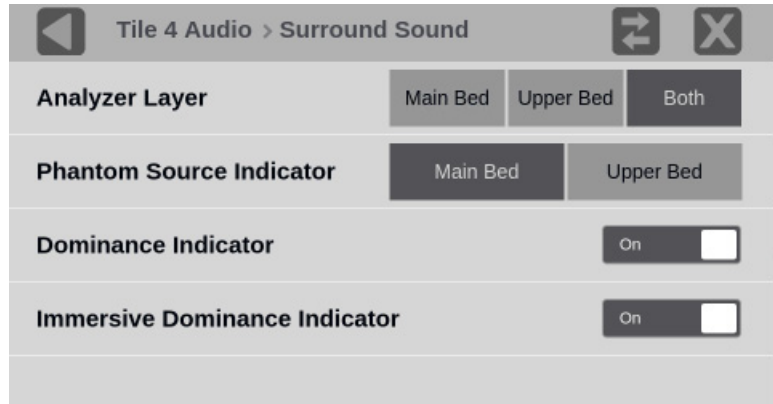 Tile 4 Audio > Surround Sound
Analyzer Layer Main Bed Upper Bed Both
Phantom Source Indicator Main Bed Upper Bed
Dominance Indicator On
Immersive Dominance Indicator On